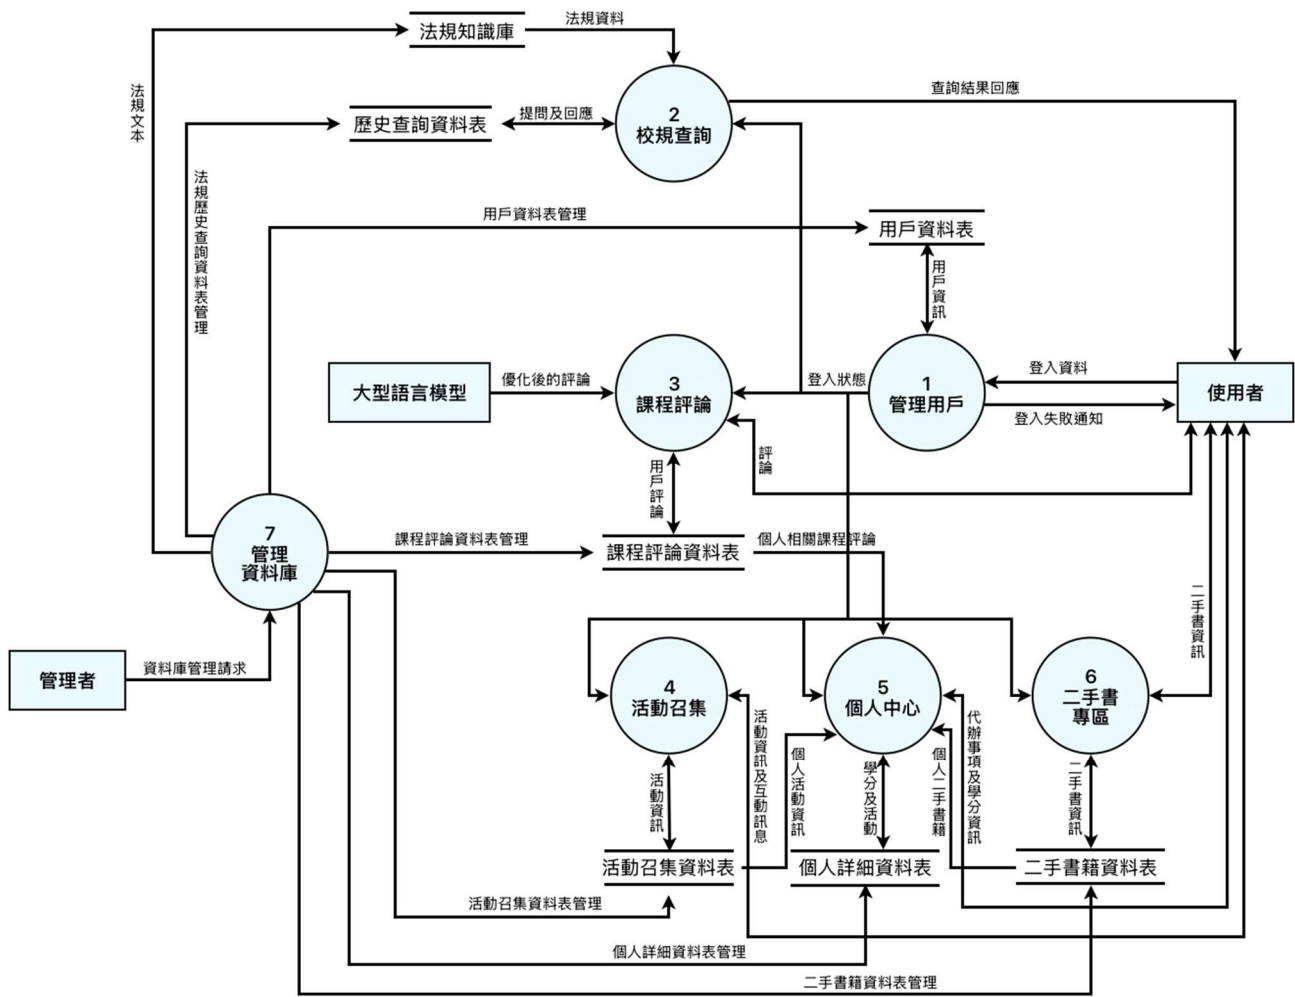 法規知識庫
法規資料
法規文本
歷史查詢資料表
提問及回應
2
校規查詢
查詢結果回應
法規歷史查詢資料表管理
用戶資料表管理
用戶資料表
用戶資訊
大型語言模型
優化後的評論
3
課程評論
登入狀態
1
管理用戶
登入資料
登入失敗通知
使用者
評論
用戶評論
7
管理
資料庫
課程評論資料表管理
課程評論資料表
個人相關課程評論
二手書資訊
管理者
資料庫管理請求
4
活動召集
5
個人中心
6
二手書
專區
活動資訊
活動資訊及互動訊息
個人活動資訊
學分及活動
個人二手書籍
代辦事項及學分資訊
二手書資訊
活動召集資料表
個人詳細資料表
二手書籍資料表
活動召集資料表管理
個人詳細資料表管理
二手書籍資料表管理